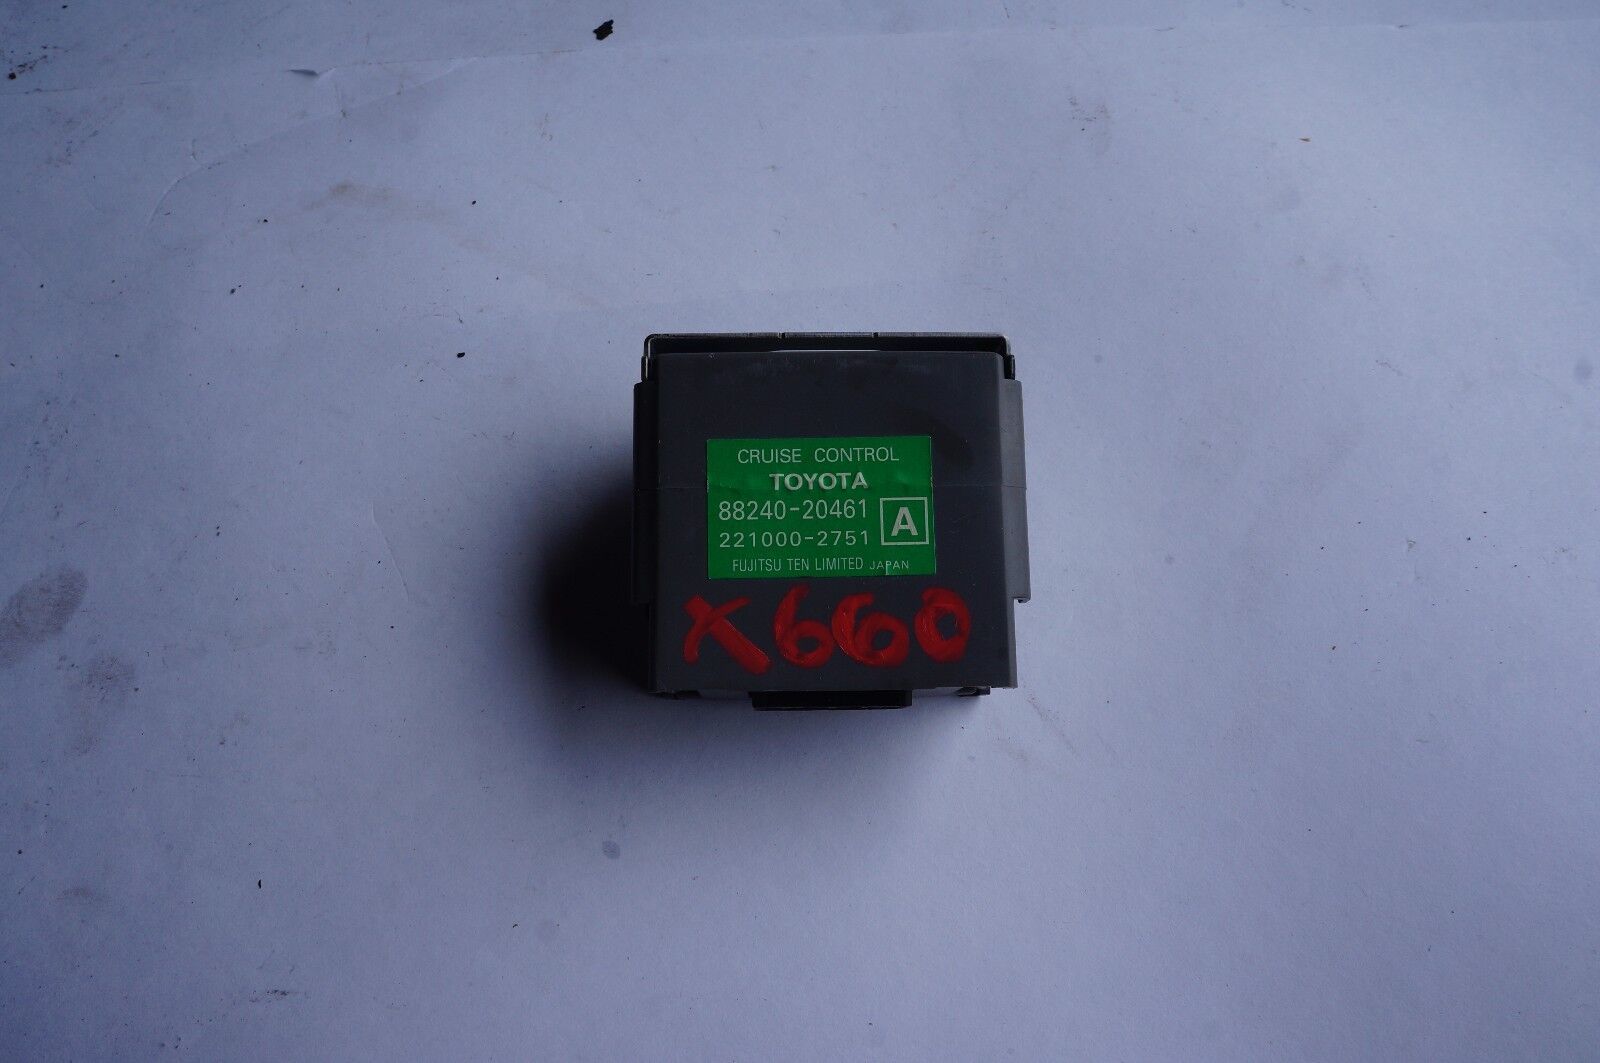 CRUISE CONTROL
TOYOTA
88240-20461 A
221000-2751
FUJITSU TEN LIMITED JAPAN
X660